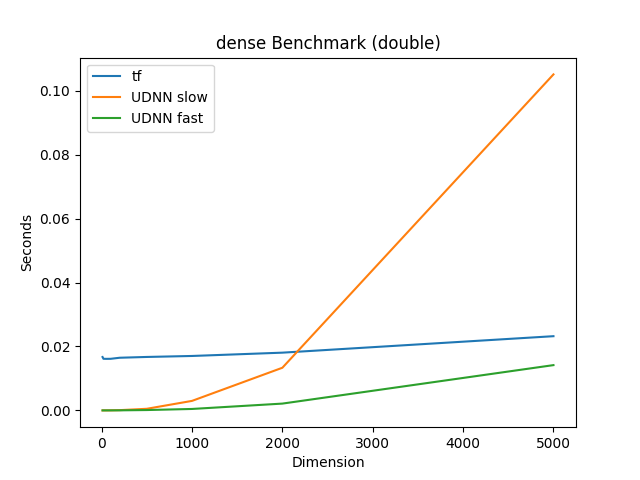 dense Benchmark (double)
tf
UDNN slow
UDNN fast
Seconds
0.10
0.08
0.06
0.04
0.02
0.00
0 1000 2000 3000 4000 5000
Dimension